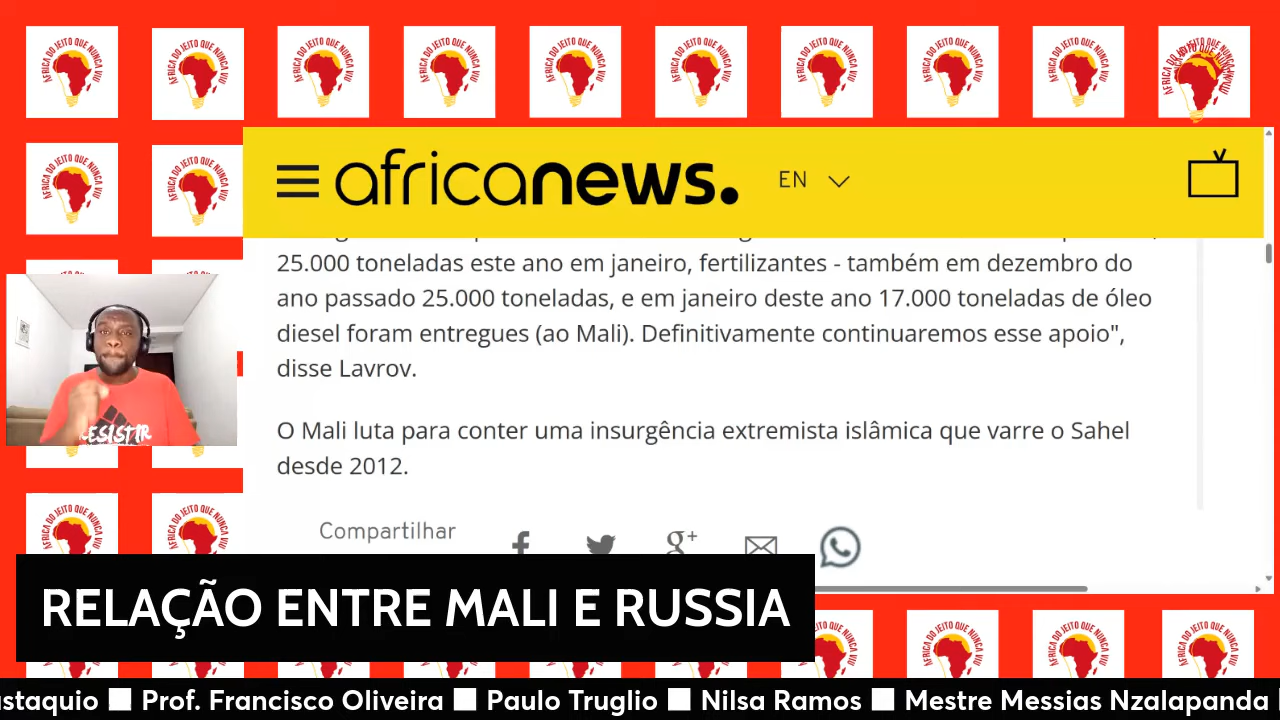 ÁFRICA DO JEITO QUE NUNCA VIU
africanews.
EN
25.000 toneladas este ano em janeiro, fertilizantes - também em dezembro do
ano passado 25.000 toneladas, e em janeiro deste ano 17.000 toneladas de óleo
diesel foram entregues (ao Mali). Definitivamente continuaremos esse apoio",
disse Lavrov.
O Mali luta para conter uma insurgência extremista islâmica que varre o Sahel
desde 2012.
Compartilhar
RESISTIR
RELAÇÃO ENTRE MALI E RUSSIA
staquio Prof. Francisco Oliveira Paulo Truglio Nilsa Ramos Mestre Messias Nzalapanda